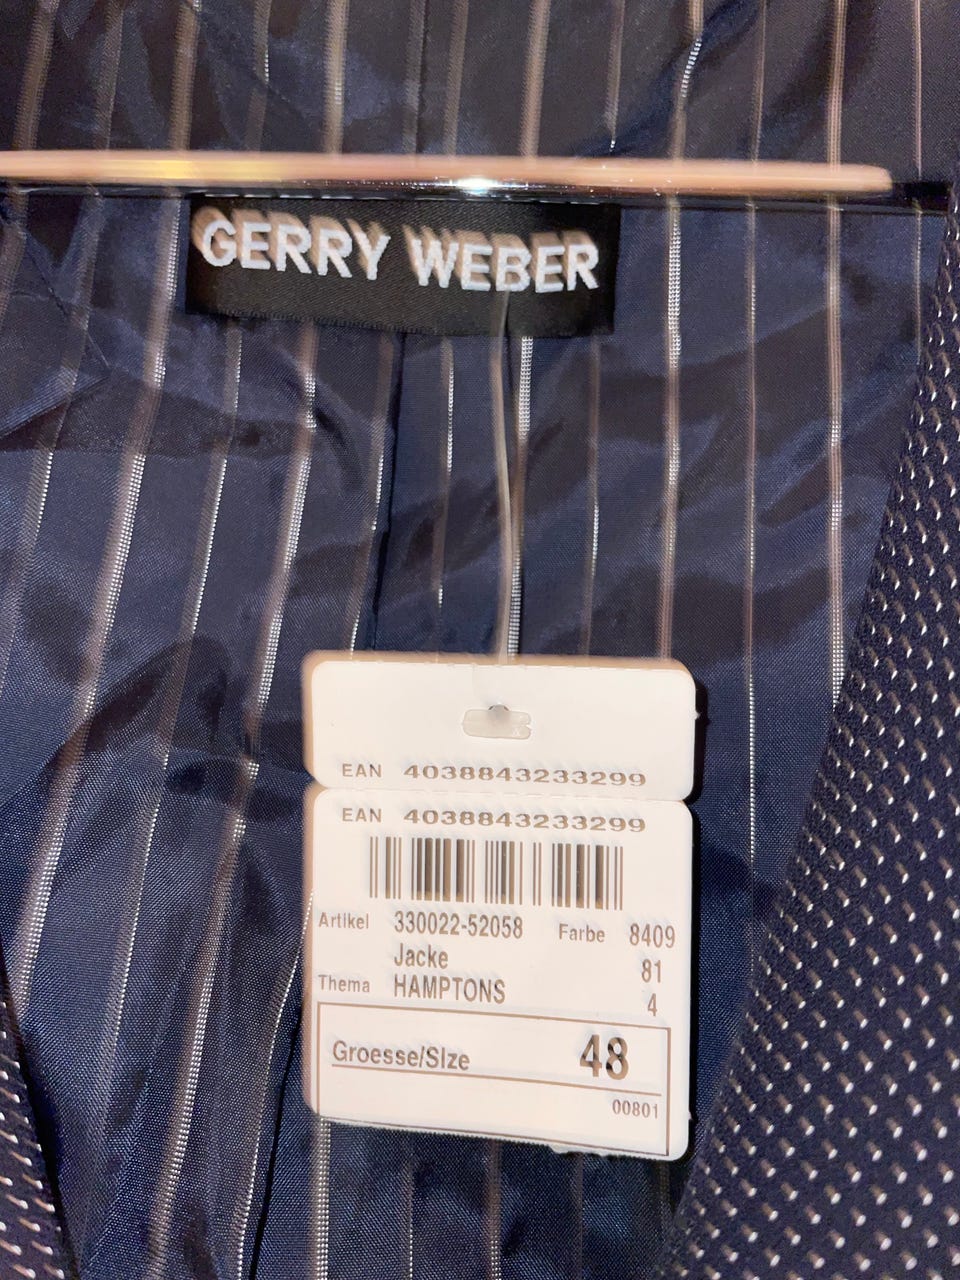 GERRY WEBER
EAN 4038843233299
EAN 4038843233299
Artikel 330022-52058 Farbe 8409
Jacke 81
Thema HAMPTONS 4
Groesse/SIze 48
00801